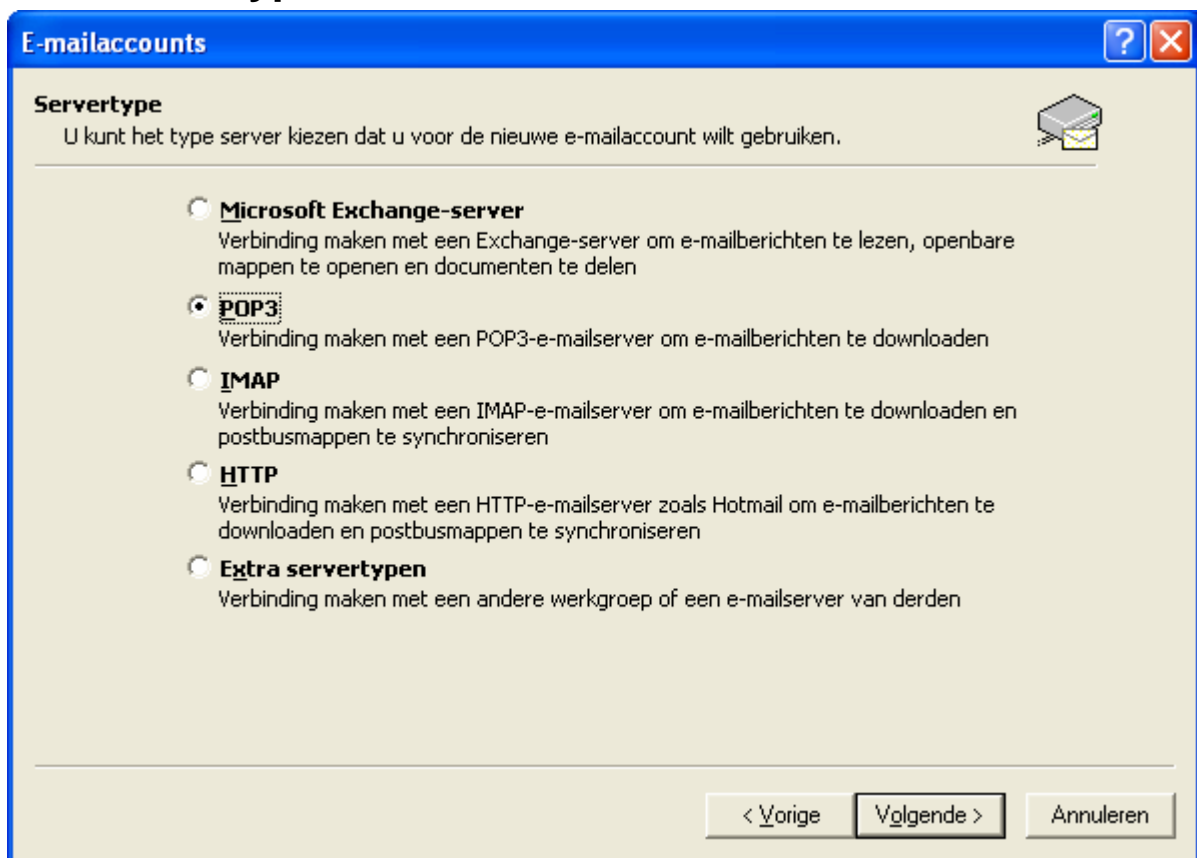 E-mailaccounts
Servertype
U kunt het type server kiezen dat u voor de nieuwe e-mailaccount wilt gebruiken.
Microsoft Exchange-server
Verbinding maken met een Exchange-server om e-mailberichten te lezen, openbare
mappen te openen en documenten te delen
POP3
Verbinding maken met een POP3-e-mailserver om e-mailberichten te downloaden
IMAP
Verbinding maken met een IMAP-e-mailserver om e-mailberichten te downloaden en
postbusmappen te synchroniseren
HTTP
Verbinding maken met een HTTP-e-mailserver zoals Hotmail om e-mailberichten te
downloaden en postbusmappen te synchroniseren
Extra servertypen
Verbinding maken met een andere werkgroep of een e-mailserver van derden
< Vorige Volgende > Annuleren